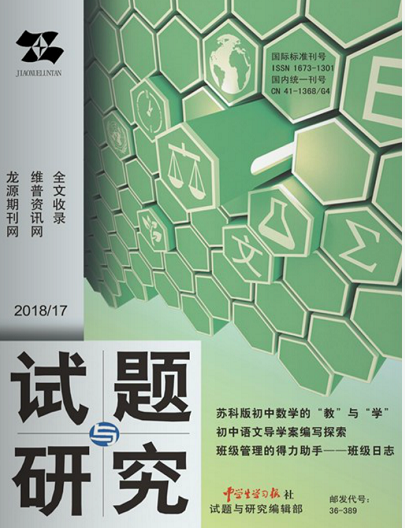 JIAOXUELUNTAN
国际标准刊号
ISSN 1673-1301
国内统一刊号
CN 41-1368/G4
文
Σ
全文收录
维普资讯网
龙源期刊网
2018/17
试题
与
研究
苏科版初中数学的“教”与“学”
初中语文导学案编写探索
班级管理的得力助手——班级日志
中学生学习报 社
试题与研究编辑部
邮发代号:
36-389